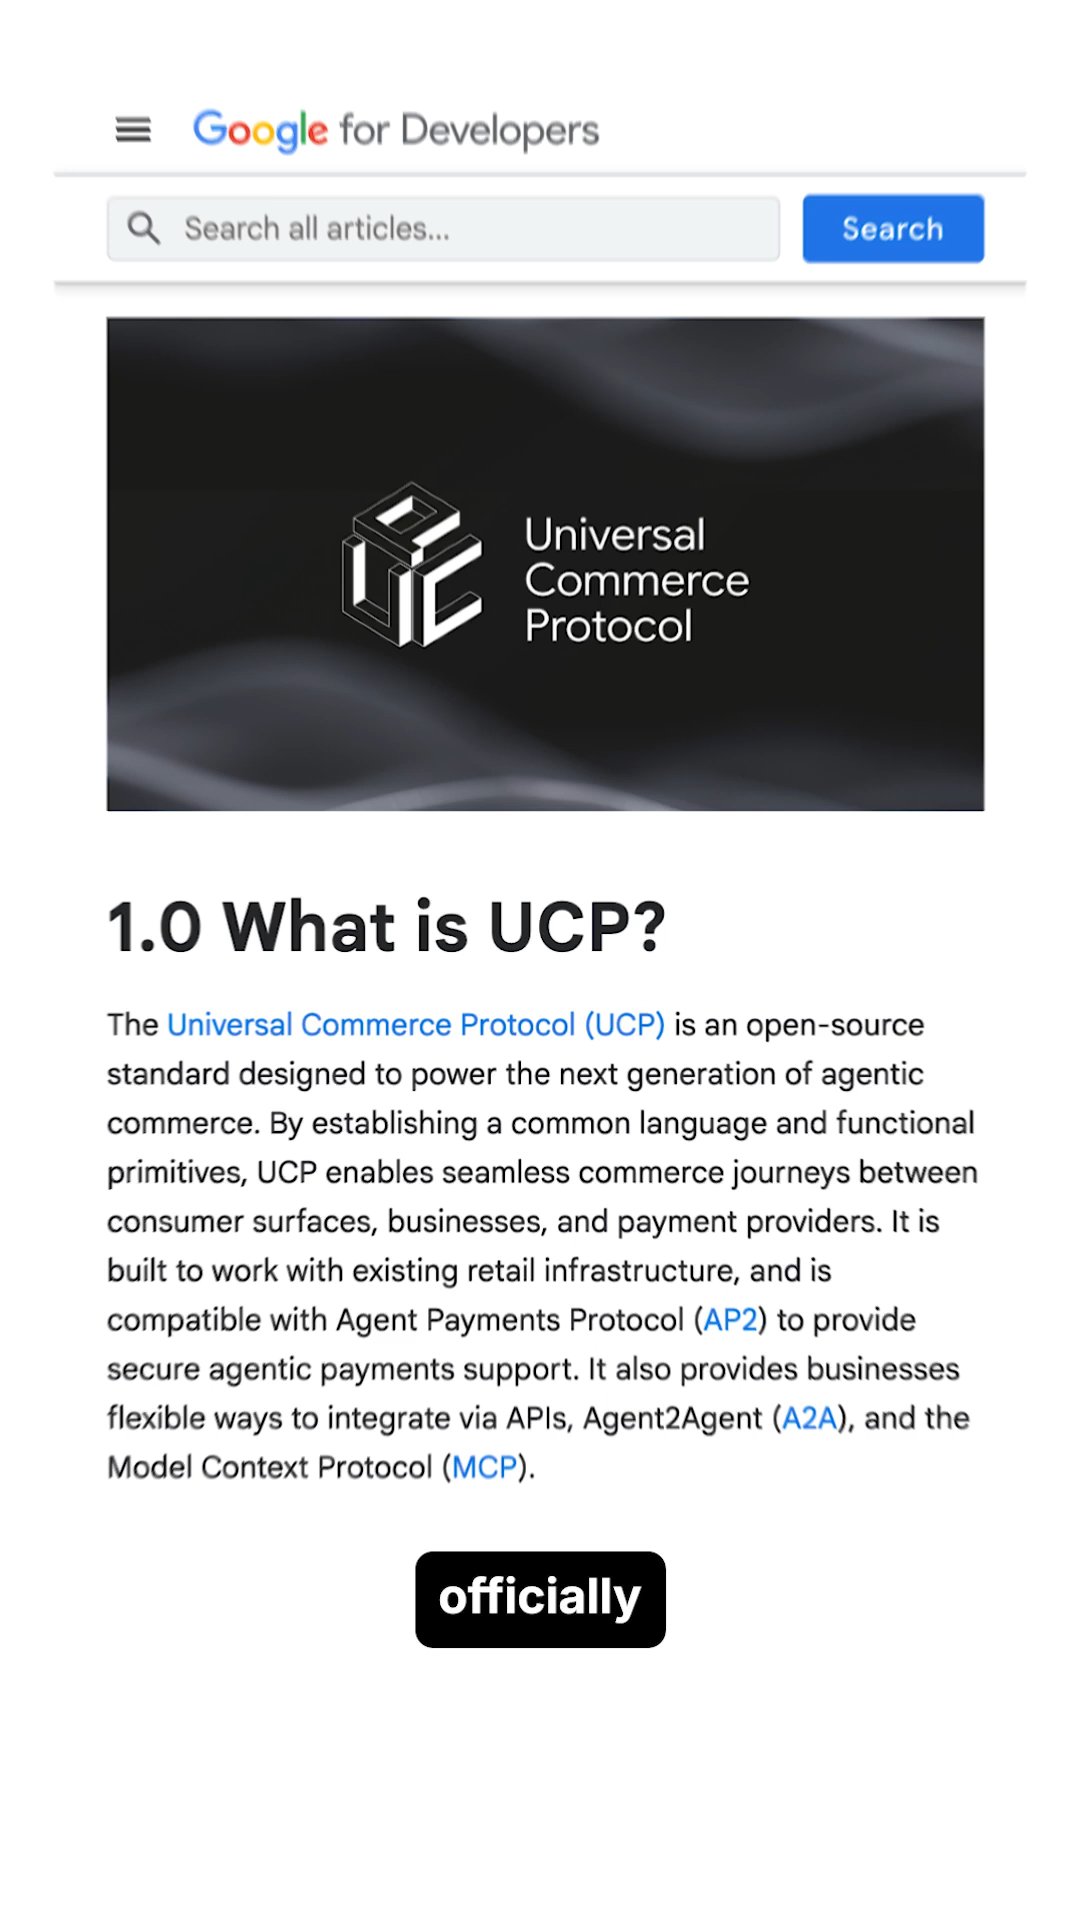 Google for Developers
Search all articles...
Search
Universal
Commerce
Protocol
1.0 What is UCP?
The Universal Commerce Protocol (UCP) is an open-source
standard designed to power the next generation of agentic
commerce. By establishing a common language and functional
primitives, UCP enables seamless commerce journeys between
consumer surfaces, businesses, and payment providers. It is
built to work with existing retail infrastructure, and is
compatible with Agent Payments Protocol (AP2) to provide
secure agentic payments support. It also provides businesses
flexible ways to integrate via APIs, Agent2Agent (A2A), and the
Model Context Protocol (MCP).
officially